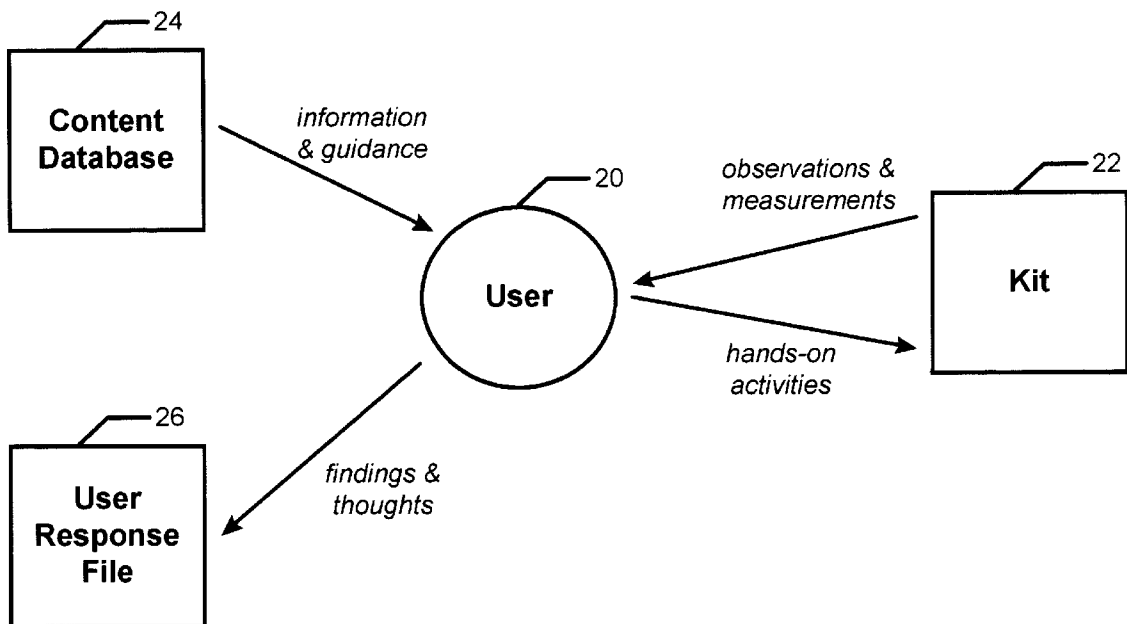 24
Content
Database
information
& guidance
20
User
observations &
measurements
22
Kit
hands-on
activities
26
User
Response
File
findings &
thoughts